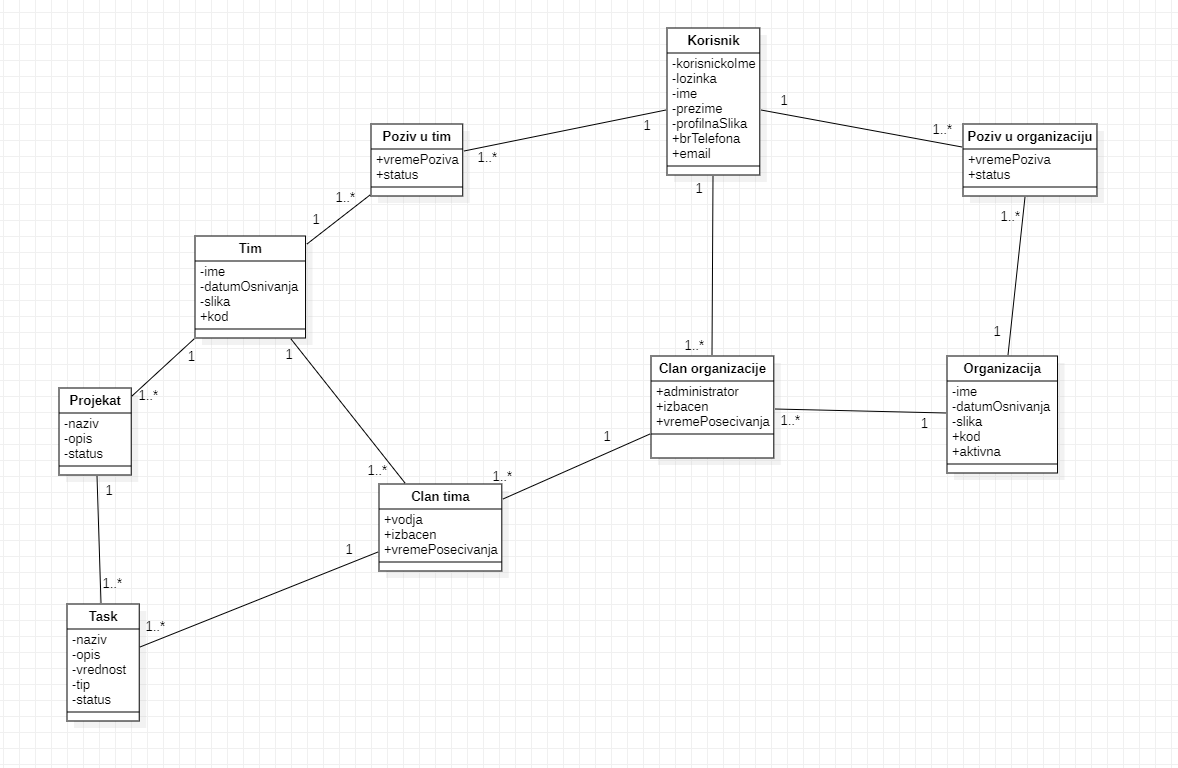 Korisnik
-korisnickoIme
-lozinka
-ime
-prezime
-profilnaSlika
+brTelefona
+email
1
1
1
Poziv u tim
+vremePoziva
+status
1..*
1..*
Poziv u organizaciju
+vremePoziva
+status
1..*
1..*
Tim
-ime
-datumOsnivanja
-slika
+kod
1
1
1
Projekat
-naziv
-opis
-status
1..*
1
Clan organizacije
+administrator
+izbacen
+vremePosecivanja
1..*
1..*
1
Organizacija
-ime
-datumOsnivanja
-slika
+kod
+aktivna
1
1
Clan tima
+vodja
+izbacen
+vremePosecivanja
1..*
1..*
1
Task
-naziv
-opis
-vrednost
-tip
-status
1..*
1..*